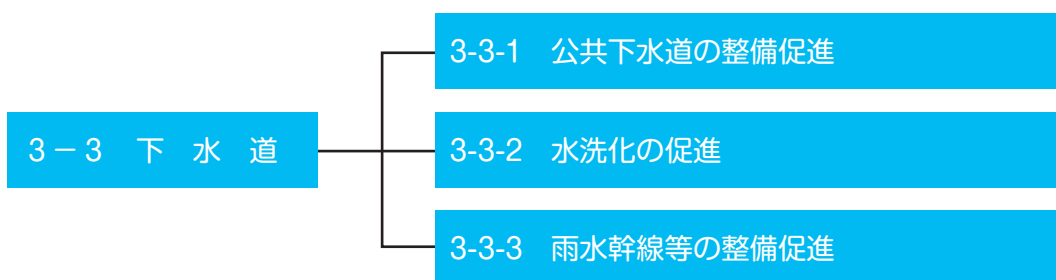 3-3-1　公共下水道の整備促進
3－3　下　水　道
3-3-2　水洗化の促進
3-3-3　雨水幹線等の整備促進